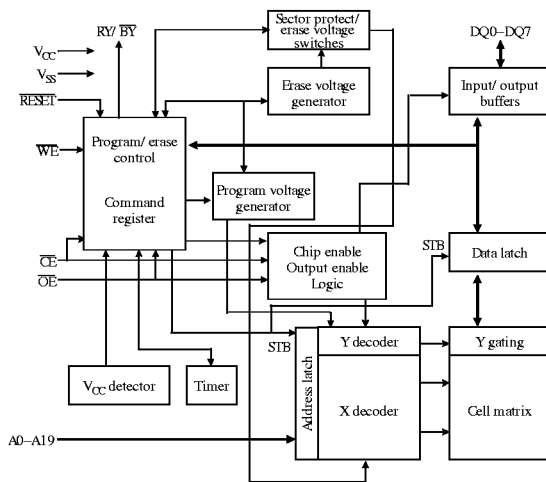 RY/ BY
Sector protect/
erase voltage
switches
DQ0–DQ7
VCC
VSS
RESET
Erase voltage
generator
Input/ output
buffers
WE
Program/ erase
control
Command
register
Program voltage
generator
CE
OE
Chip enable
Output enable
Logic
STB
Data latch
STB
Address latch
Y decoder
Y gating
VCC detector
Timer
X decoder
Cell matrix
A0–A19